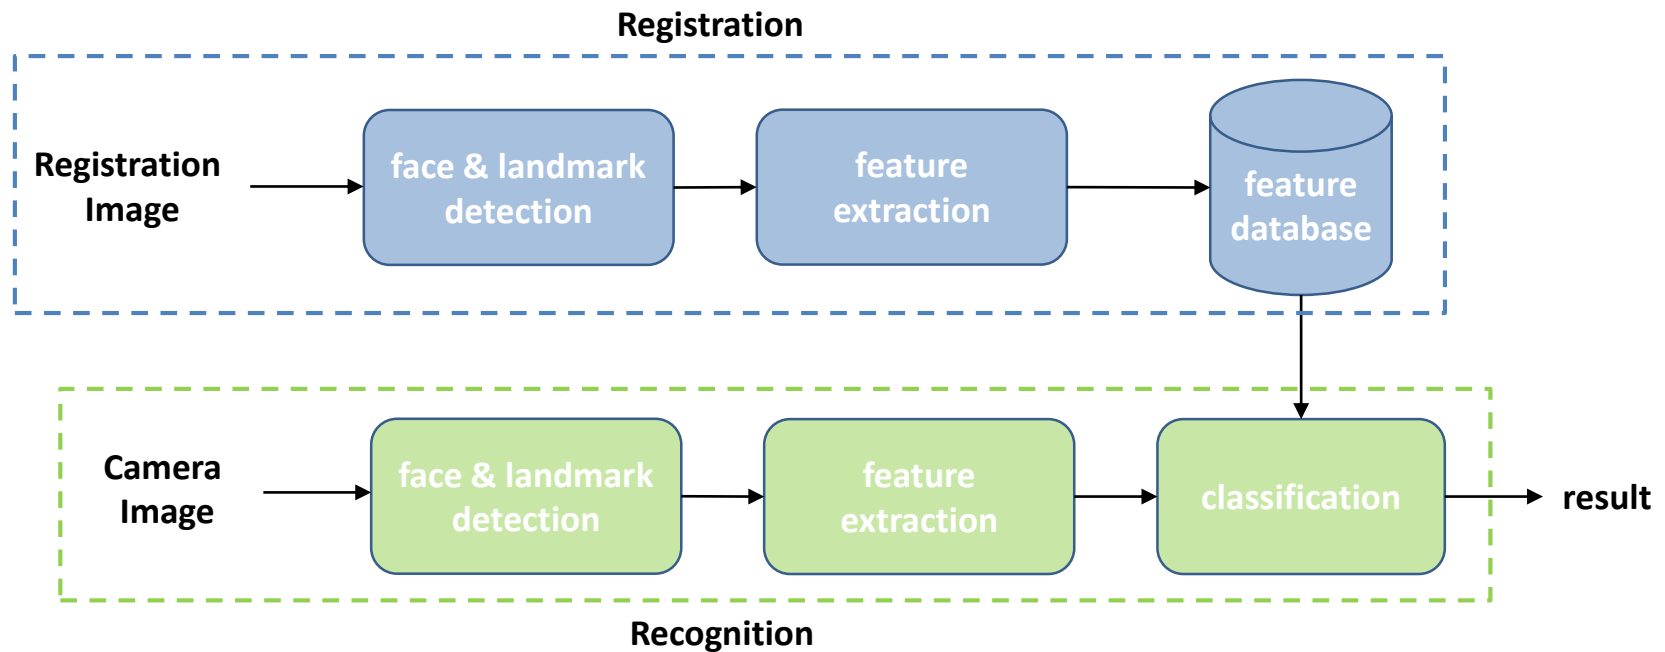 Registration
Registration
Image
face & landmark
detection
feature
extraction
feature
database
Camera
Image
face & landmark
detection
feature
extraction
classification
result
Recognition